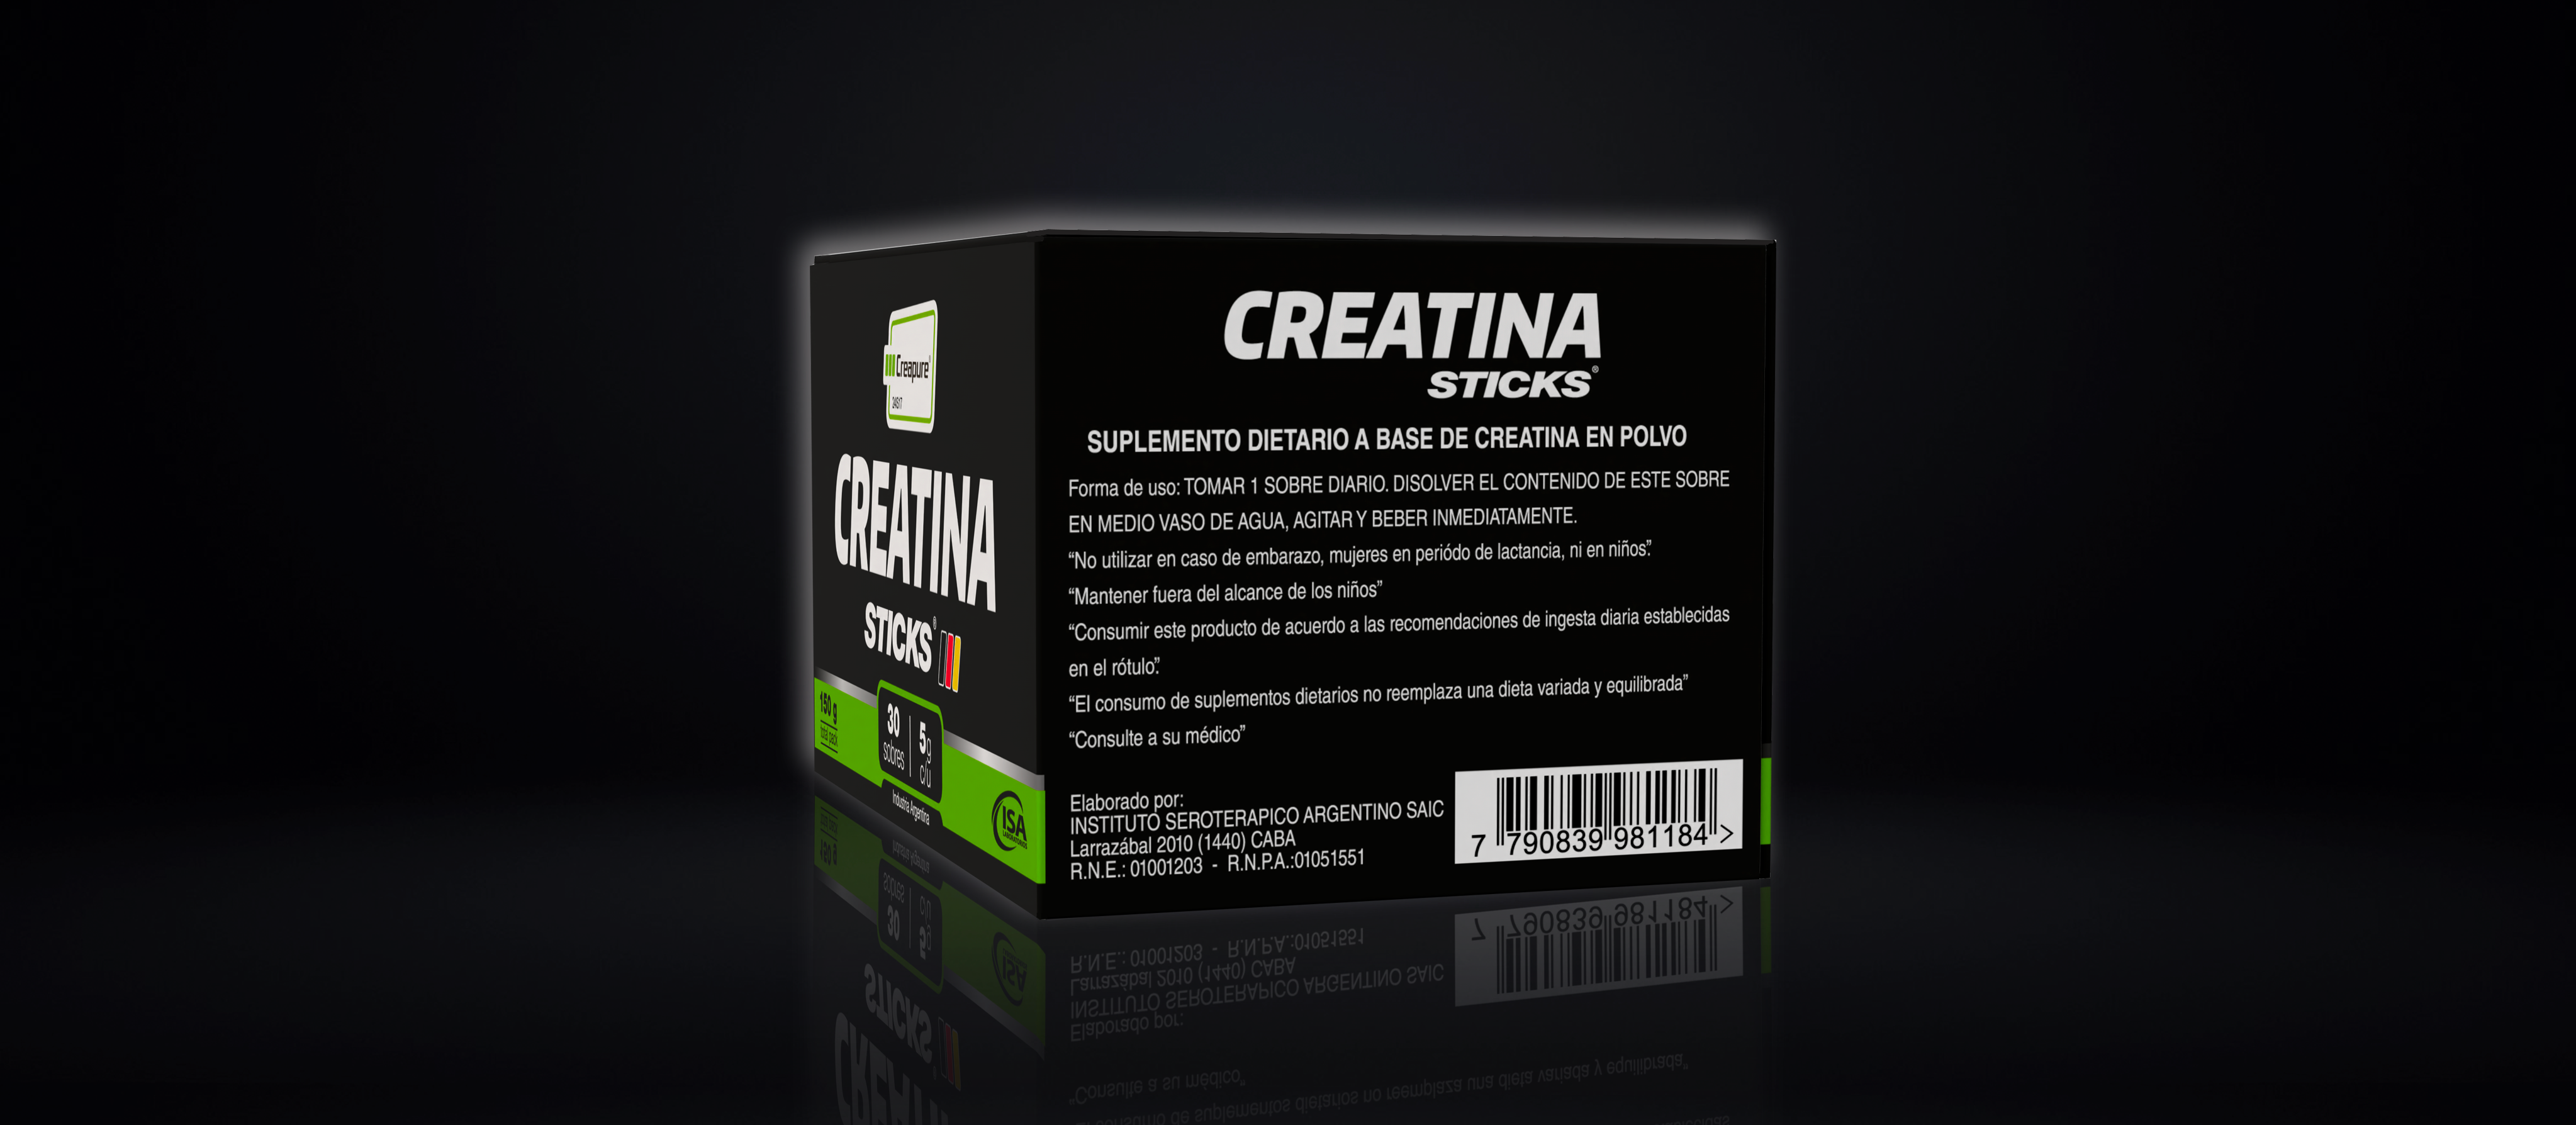 Creapure®
CREATINA
STICKS®
150 g
total pack
30
sobres
5g
c/u
Industria Argentina
ISA
LABORATORIOS
CREATINA
STICKS®
SUPLEMENTO DIETARIO A BASE DE CREATINA EN POLVO
Forma de uso: TOMAR 1 SOBRE DIARIO. DISOLVER EL CONTENIDO DE ESTE SOBRE
EN MEDIO VASO DE AGUA, AGITAR Y BEBER INMEDIATAMENTE.
“No utilizar en caso de embarazo, mujeres en periódo de lactancia, ni en niños”.
“Mantener fuera del alcance de los niños”
“Consumir este producto de acuerdo a las recomendaciones de ingesta diaria establecidas
en el rótulo”.
“El consumo de suplementos dietarios no reemplaza una dieta variada y equilibrada”
“Consulte a su médico”
Elaborado por:
INSTITUTO SEROTERAPICO ARGENTINO SAIC
Larrazábal 2010 (1440) CABA
R.N.E.: 01001203 - R.N.P.A.:01051551
7 790839 981184 >